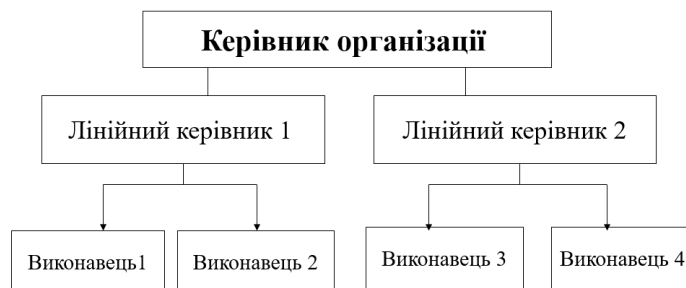 Керівник організації
Лінійний керівник 1
Лінійний керівник 2
Виконавець1
Виконавець 2
Виконавець 3
Виконавець 4